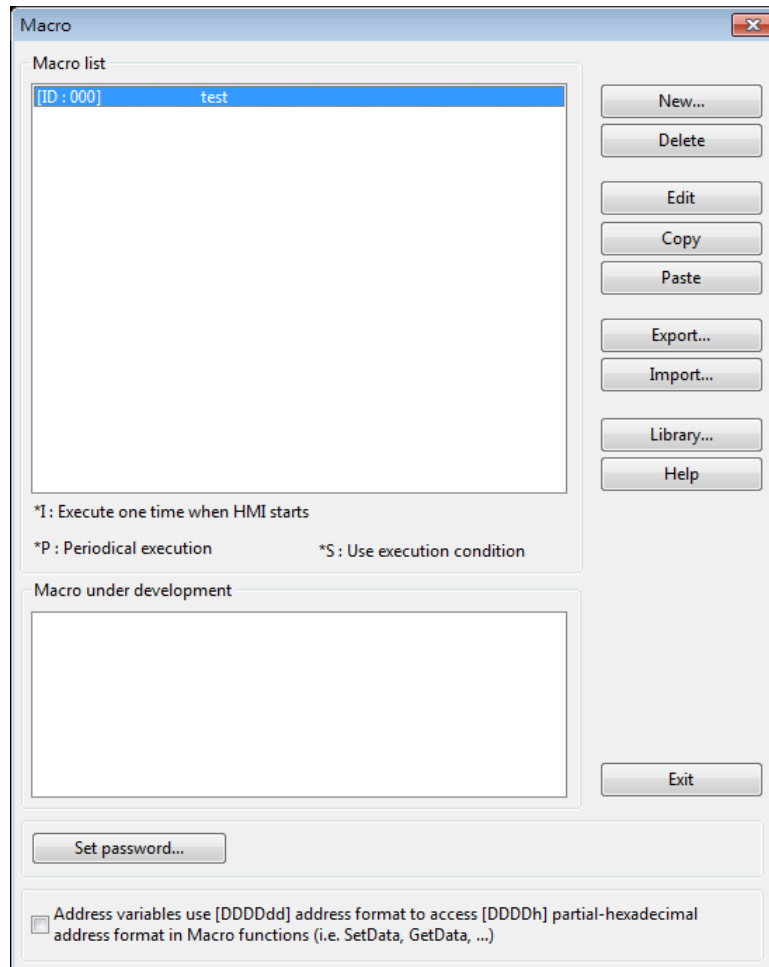 Macro
Macro list
[ID : 000] test
New...
Delete
Edit
Copy
Paste
Export...
Import...
Library...
Help
*I : Execute one time when HMI starts
*P : Periodical execution *S : Use execution condition
Macro under development
Exit
Set password...
Address variables use [DDDDdd] address format to access [DDDDh] partial-hexadecimal
address format in Macro functions (i.e. SetData, GetData, ...)